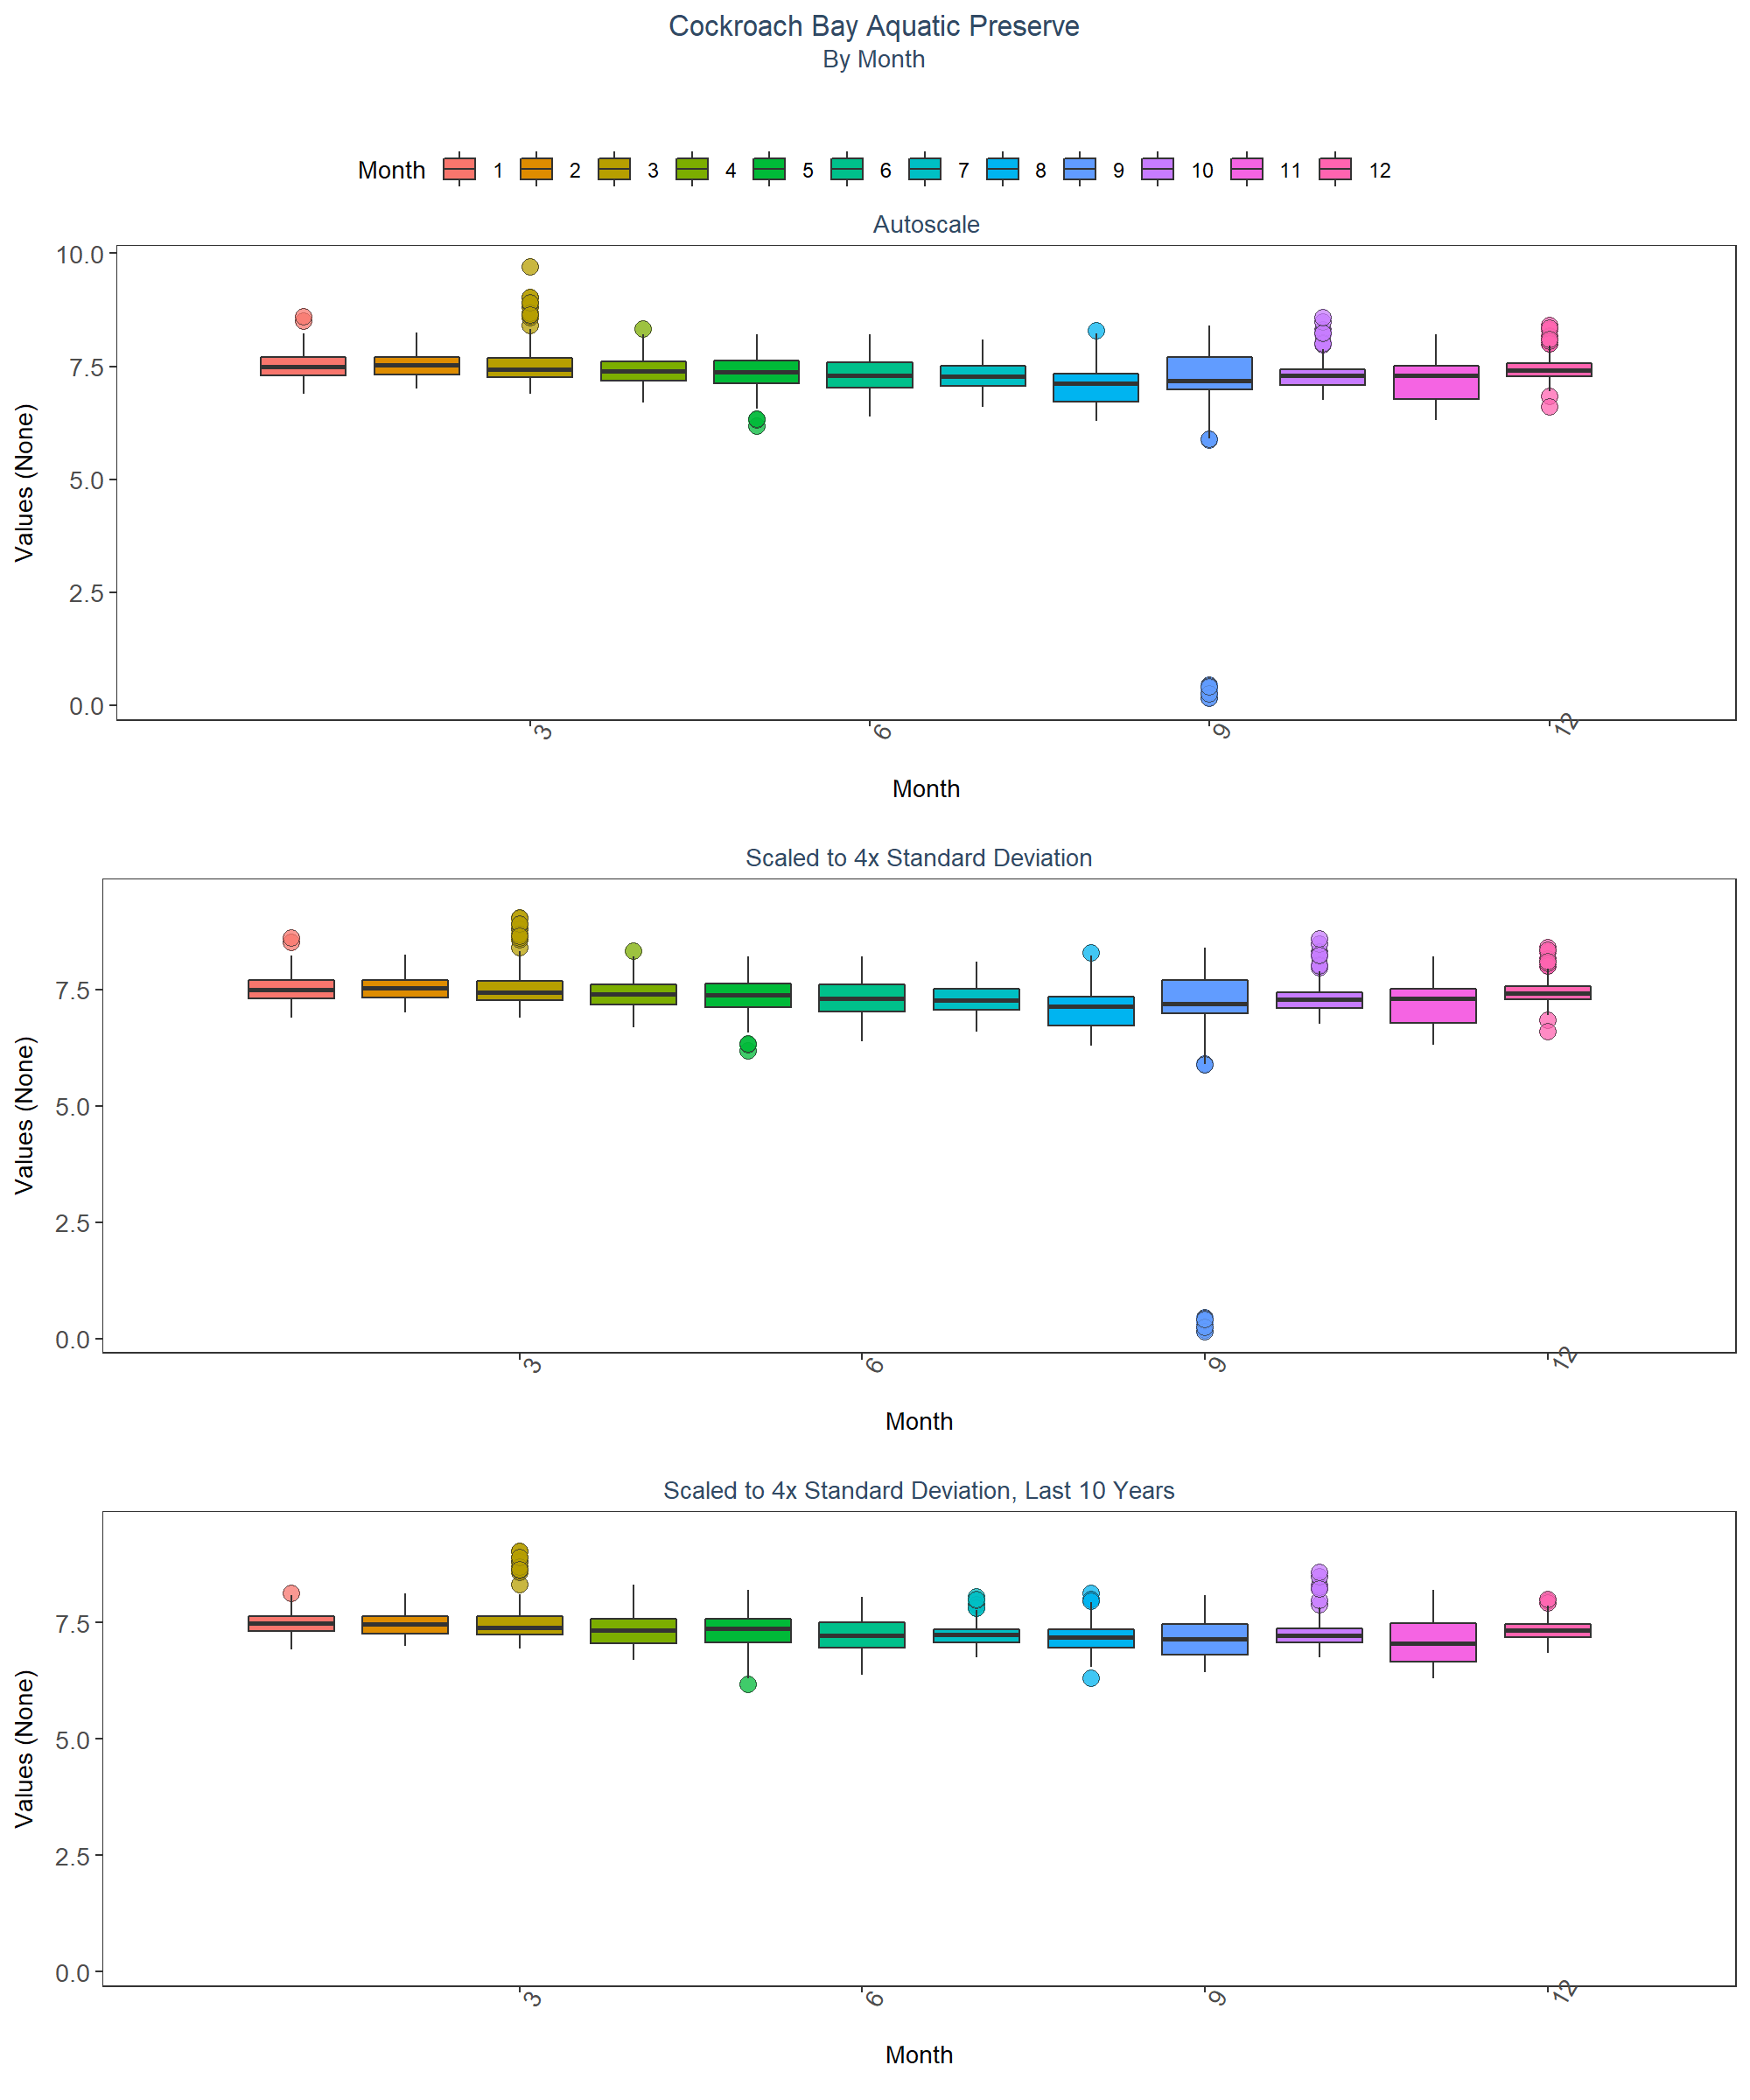 Cockroach Bay Aquatic Preserve
By Month
Month 1 2 3 4 5 6 7 8 9 10 11 12
Autoscale
Values (None)
10.0
7.5
5.0
2.5
0.0
3 6 9 12
Month
Scaled to 4x Standard Deviation
Values (None)
7.5
5.0
2.5
0.0
3 6 9 12
Month
Scaled to 4x Standard Deviation, Last 10 Years
Values (None)
7.5
5.0
2.5
0.0
3 6 9 12
Month